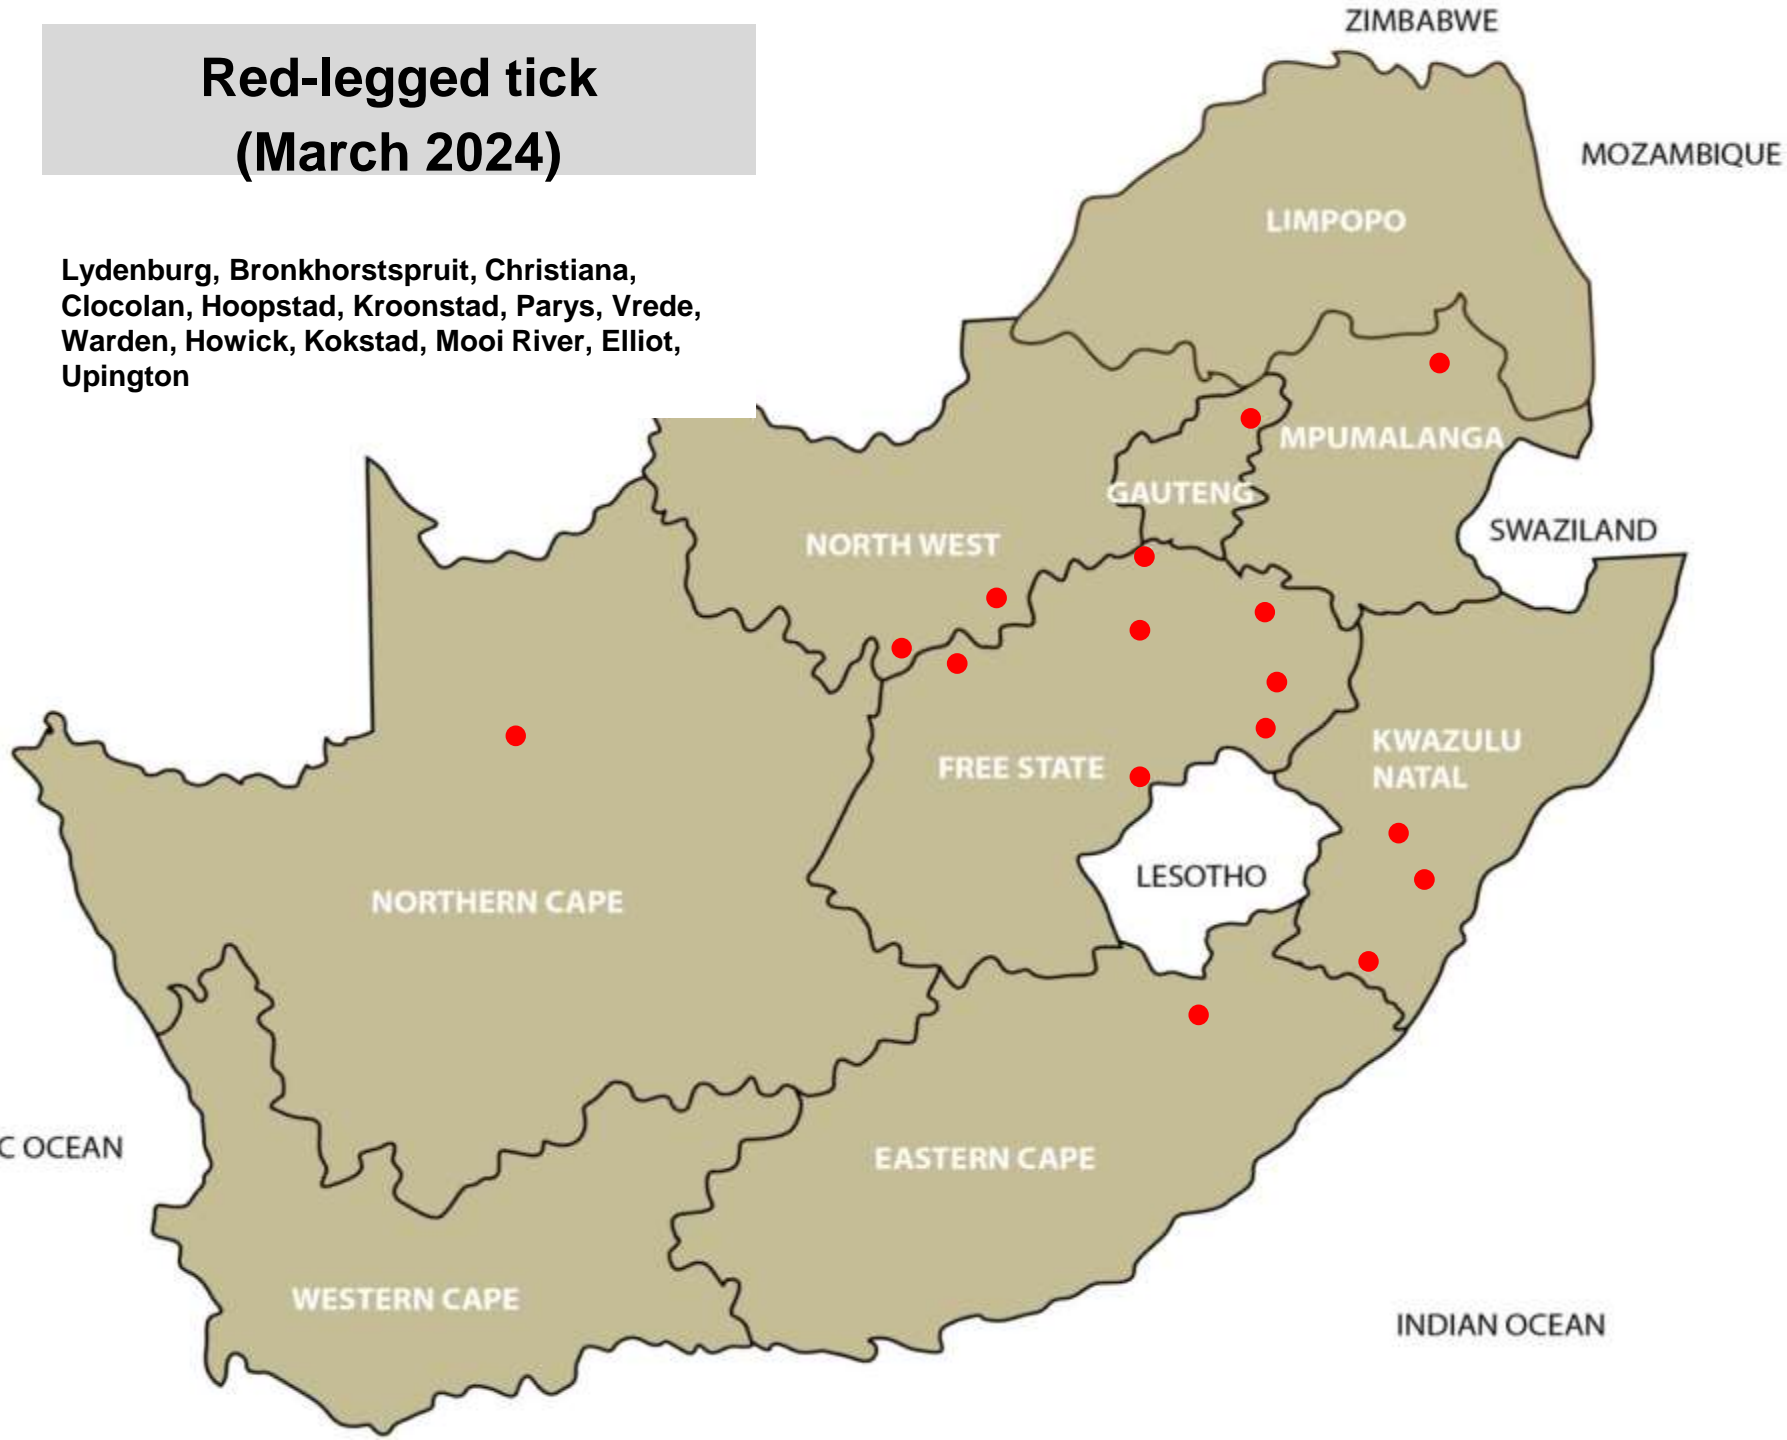 Red-legged tick
(March 2024)
Lydenburg, Bronkhorstspruit, Christiana,
Clocolan, Hoopstad, Kroonstad, Parys, Vrede,
Warden, Howick, Kokstad, Mooi River, Elliot,
Upington
ZIMBABWE
MOZAMBIQUE
LIMPOPO
MPUMALANGA
GAUTENG
NORTH WEST
SWAZILAND
KWAZULU
NATAL
FREE STATE
LESOTHO
NORTHERN CAPE
C OCEAN
EASTERN CAPE
WESTERN CAPE
INDIAN OCEAN